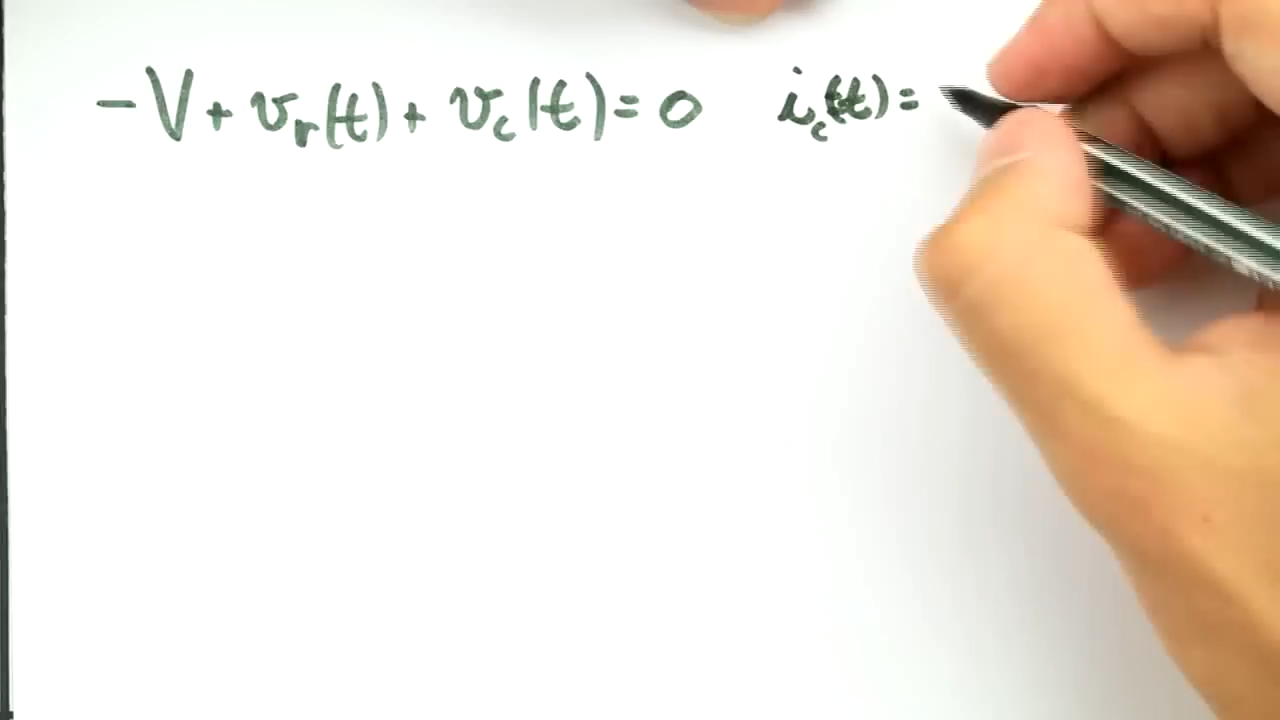 -V + v_r(t) + v_c(t) = 0 i_c(t) =